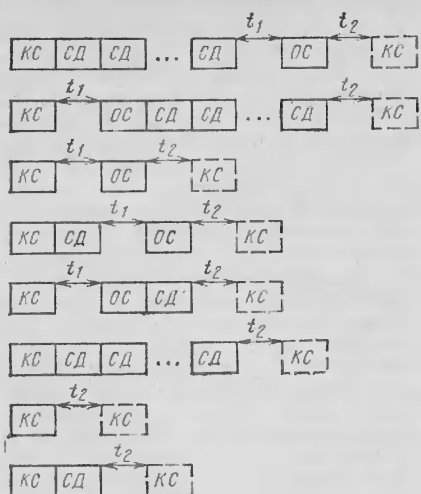 t₁ t₂
КС СД СД ... СД ОС КС
t₁ t₂
КС ОС СД СД ... СД КС
t₁ t₂
КС ОС КС
t₁ t₂
КС СД ОС КС
t₁ t₂
КС ОС СД КС
t₂
КС СД СД ... СД КС
t₂
КС КС
t₂
КС СД КС